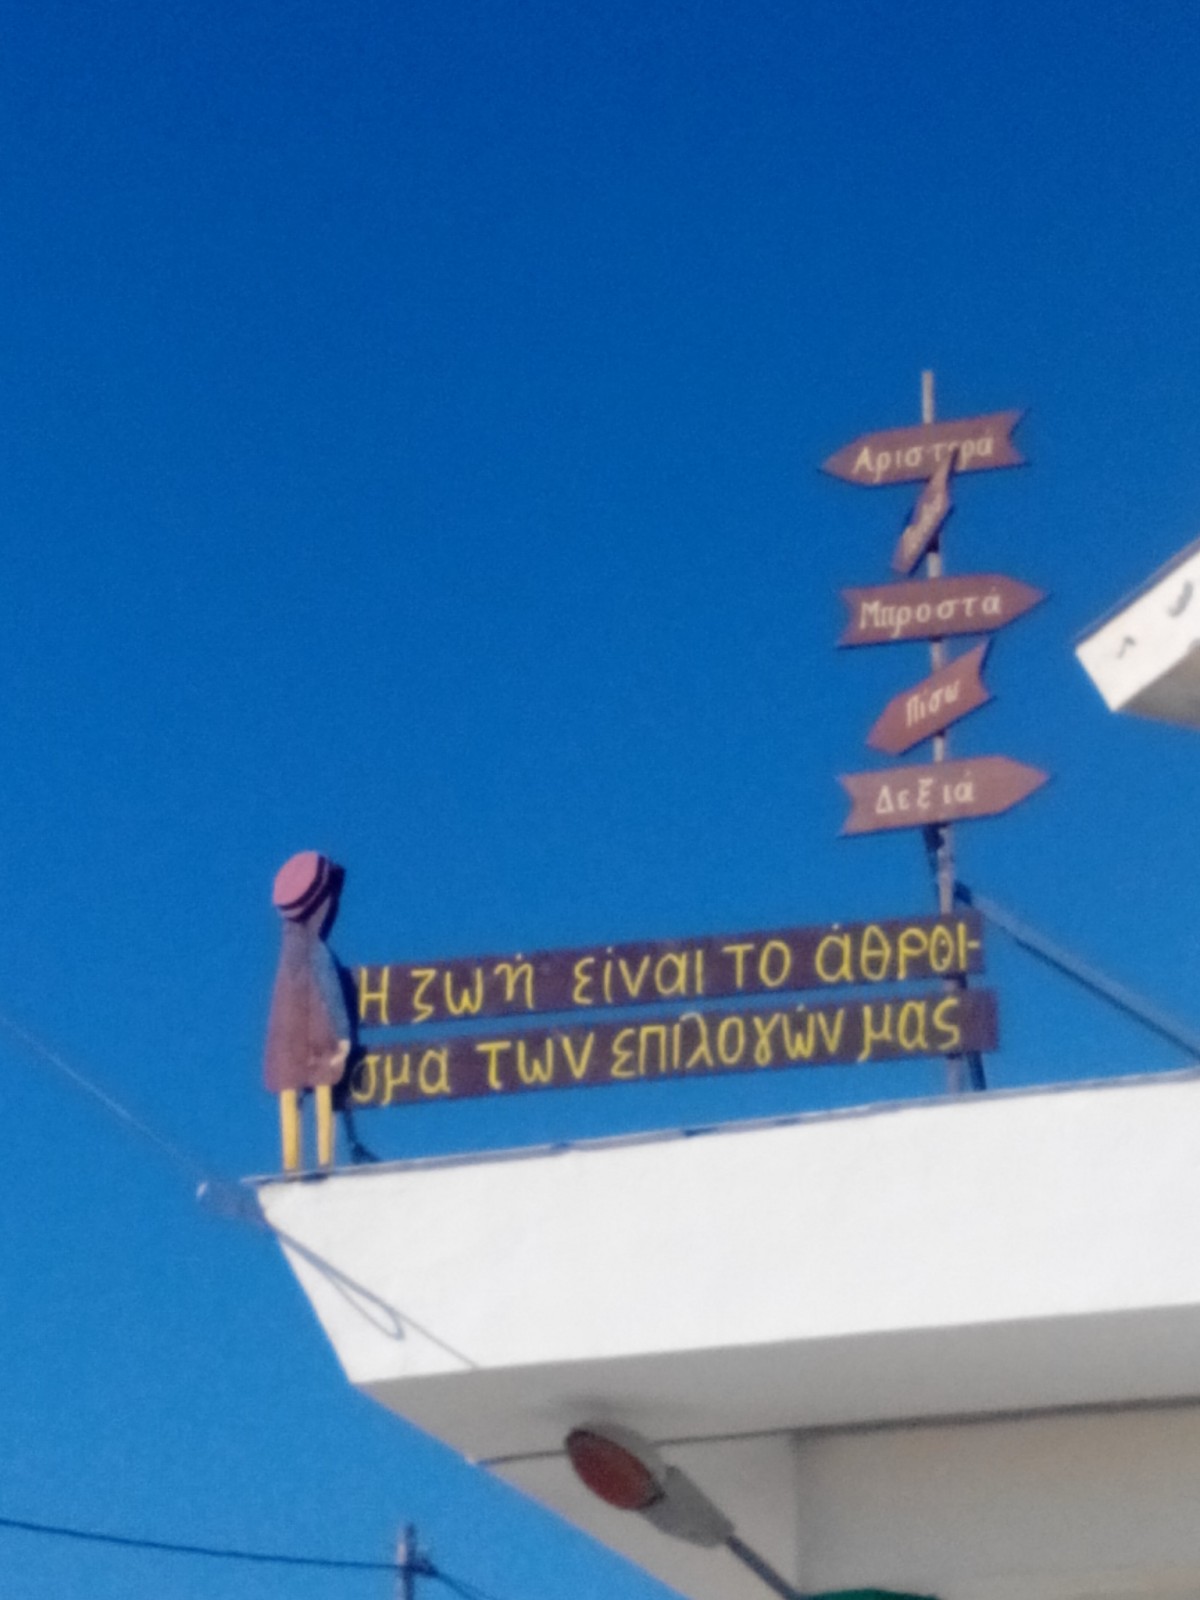 Αριστερά
Μπροστά
Πίσω
Δεξιά
Η ζωή είναι το άθροι-
σμα των επιλογών μας